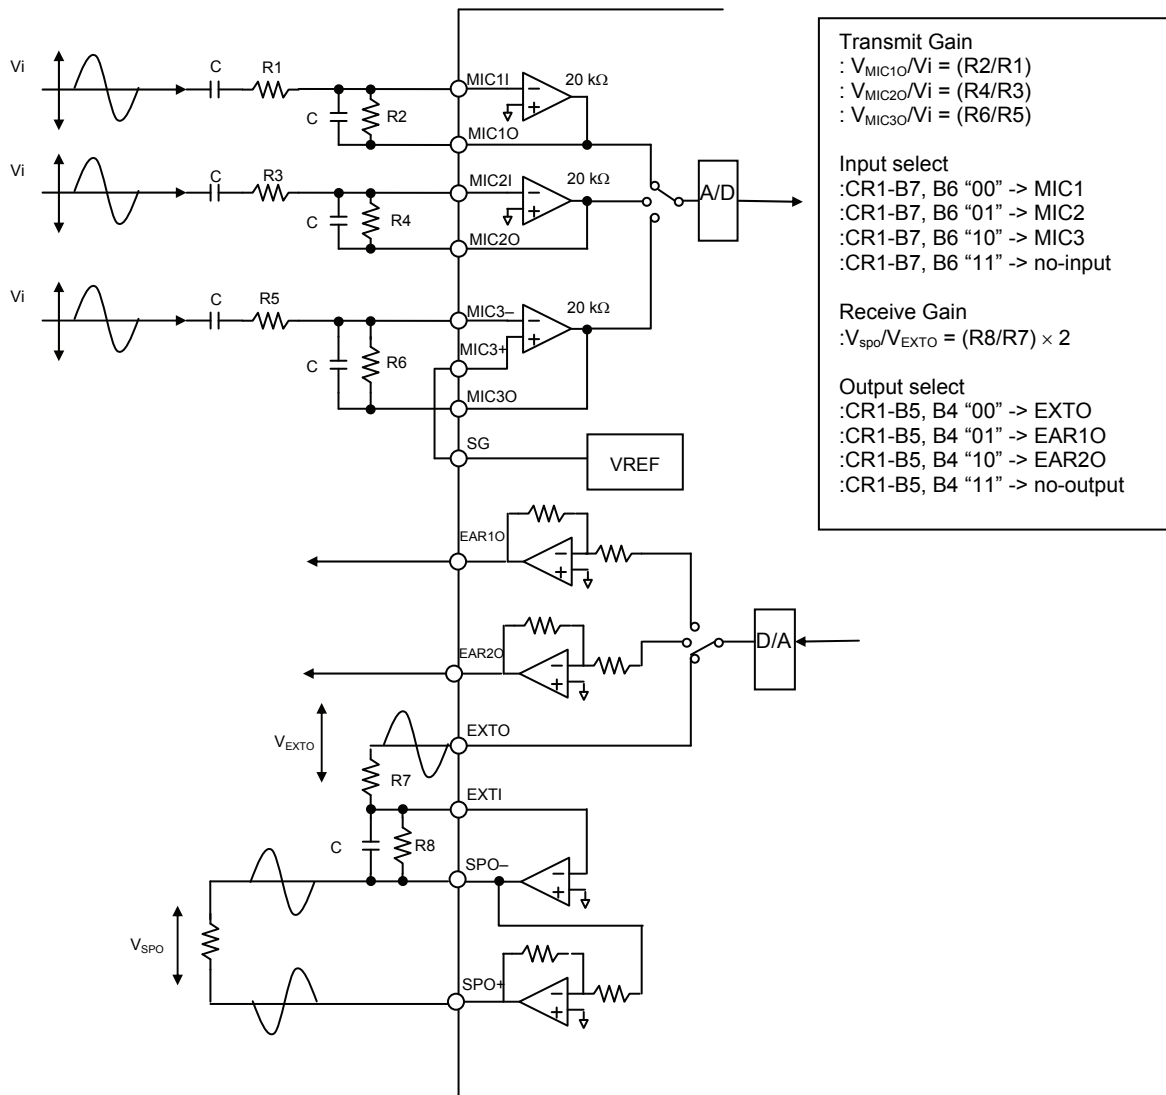 Vi
C
R1
MIC1I
20 kΩ
−
+
C
R2
MIC1O
Vi
C
R3
MIC2I
20 kΩ
−
+
C
R4
MIC2O
A/D
Vi
C
R5
MIC3–
20 kΩ
−
+
MIC3+
C
R6
MIC3O
SG
VREF
EAR1O
−
+
EAR2O
−
+
D/A
VEXTO
EXTO
R7
EXTI
C
R8
SPO–
−
+
VSPO
SPO+
−
+
Transmit Gain
: VMIC1O/Vi = (R2/R1)
: VMIC2O/Vi = (R4/R3)
: VMIC3O/Vi = (R6/R5)
Input select
:CR1-B7, B6 “00” -> MIC1
:CR1-B7, B6 “01” -> MIC2
:CR1-B7, B6 “10” -> MIC3
:CR1-B7, B6 “11” -> no-input
Receive Gain
:Vspo/VEXTO = (R8/R7) × 2
Output select
:CR1-B5, B4 “00” -> EXTO
:CR1-B5, B4 “01” -> EAR1O
:CR1-B5, B4 “10” -> EAR2O
:CR1-B5, B4 “11” -> no-output